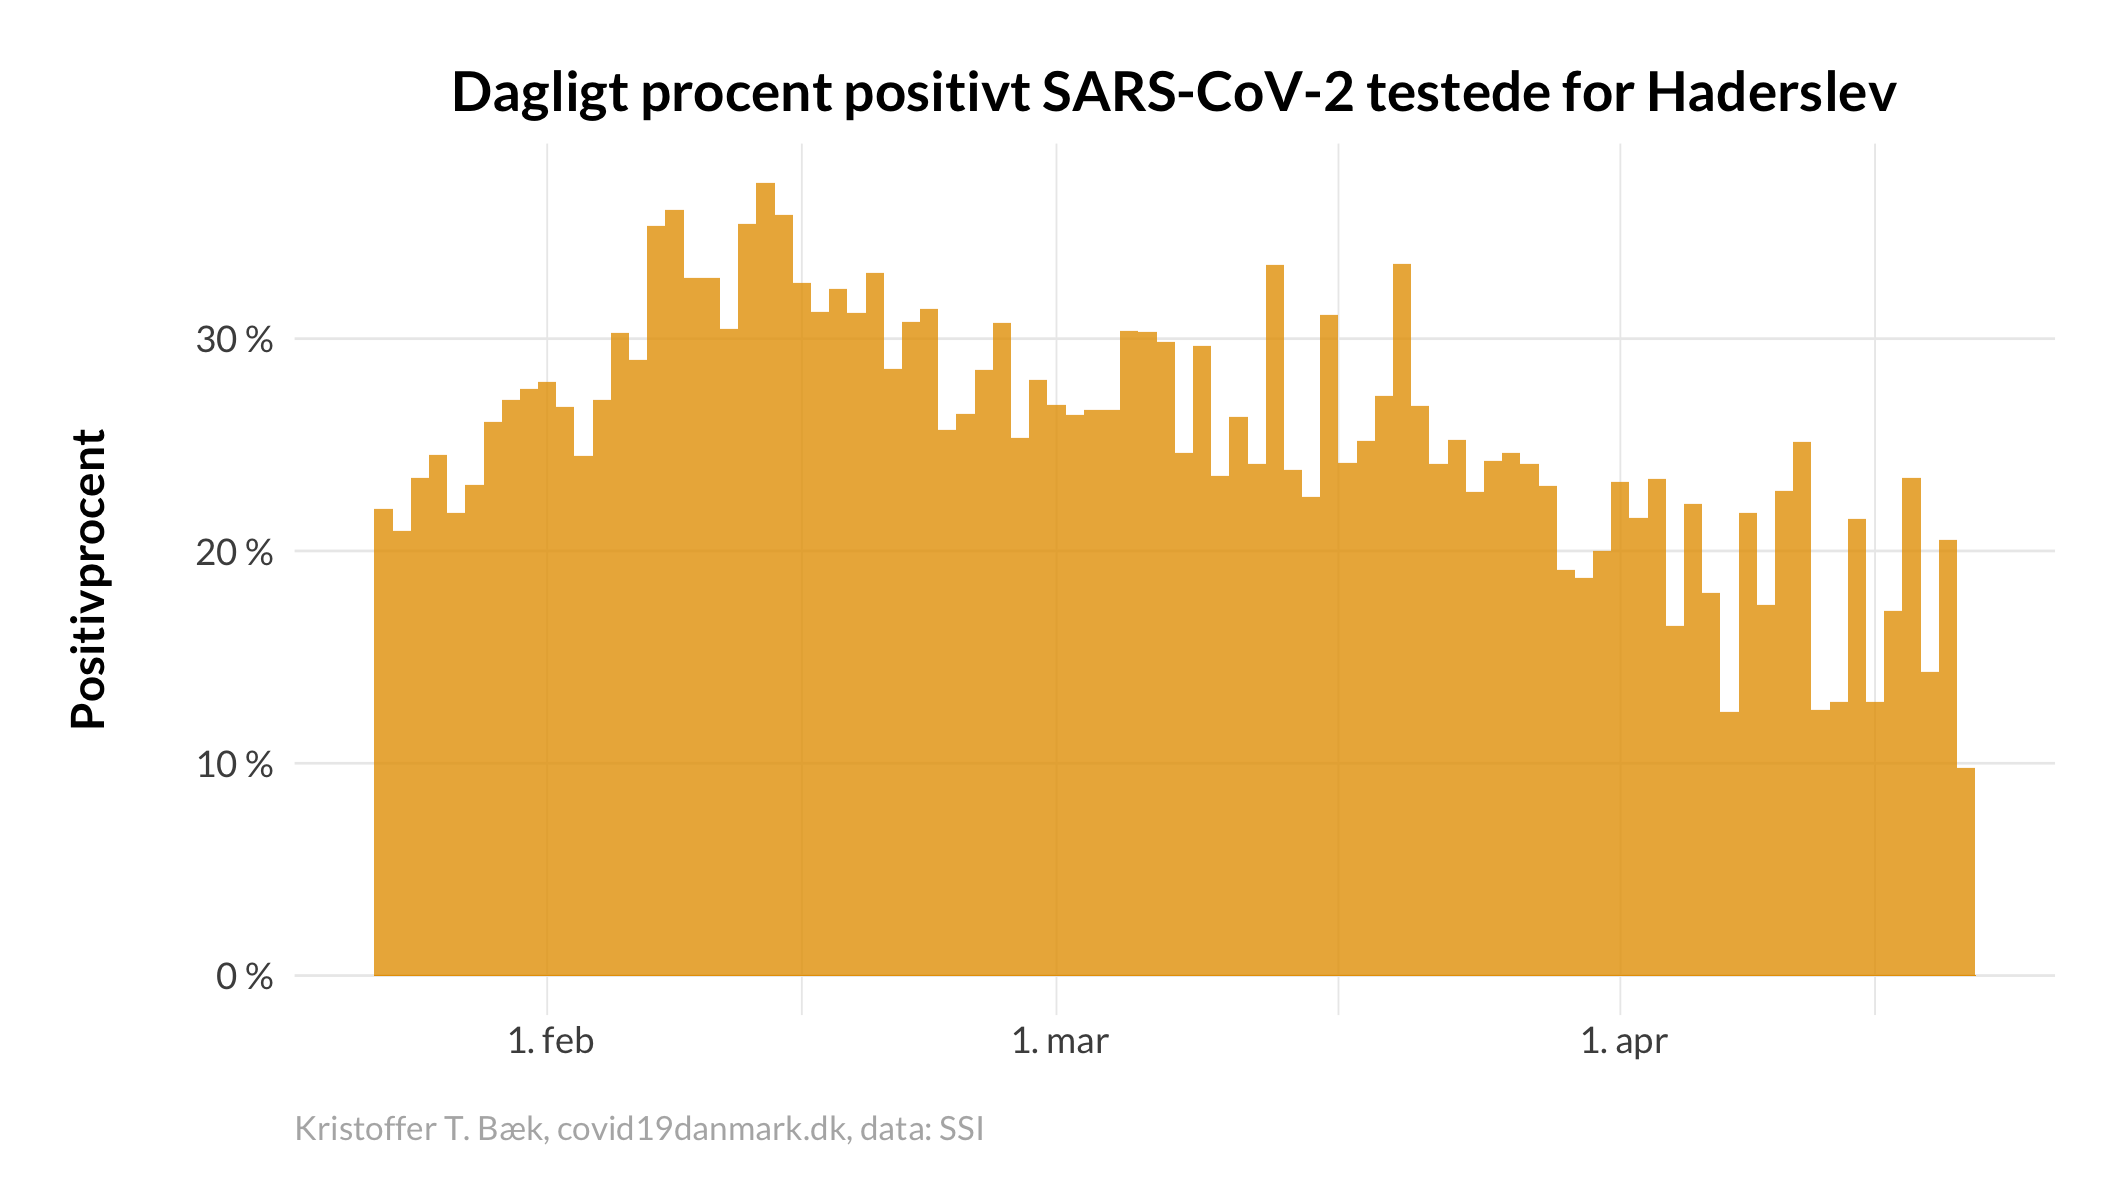 Dagligt procent positivt SARS-CoV-2 testede for Haderslev
Positivprocent
30 %
20 %
10 %
0 %
1. feb
1. mar
1. apr
Kristoffer T. Bæk, covid19danmark.dk, data: SSI